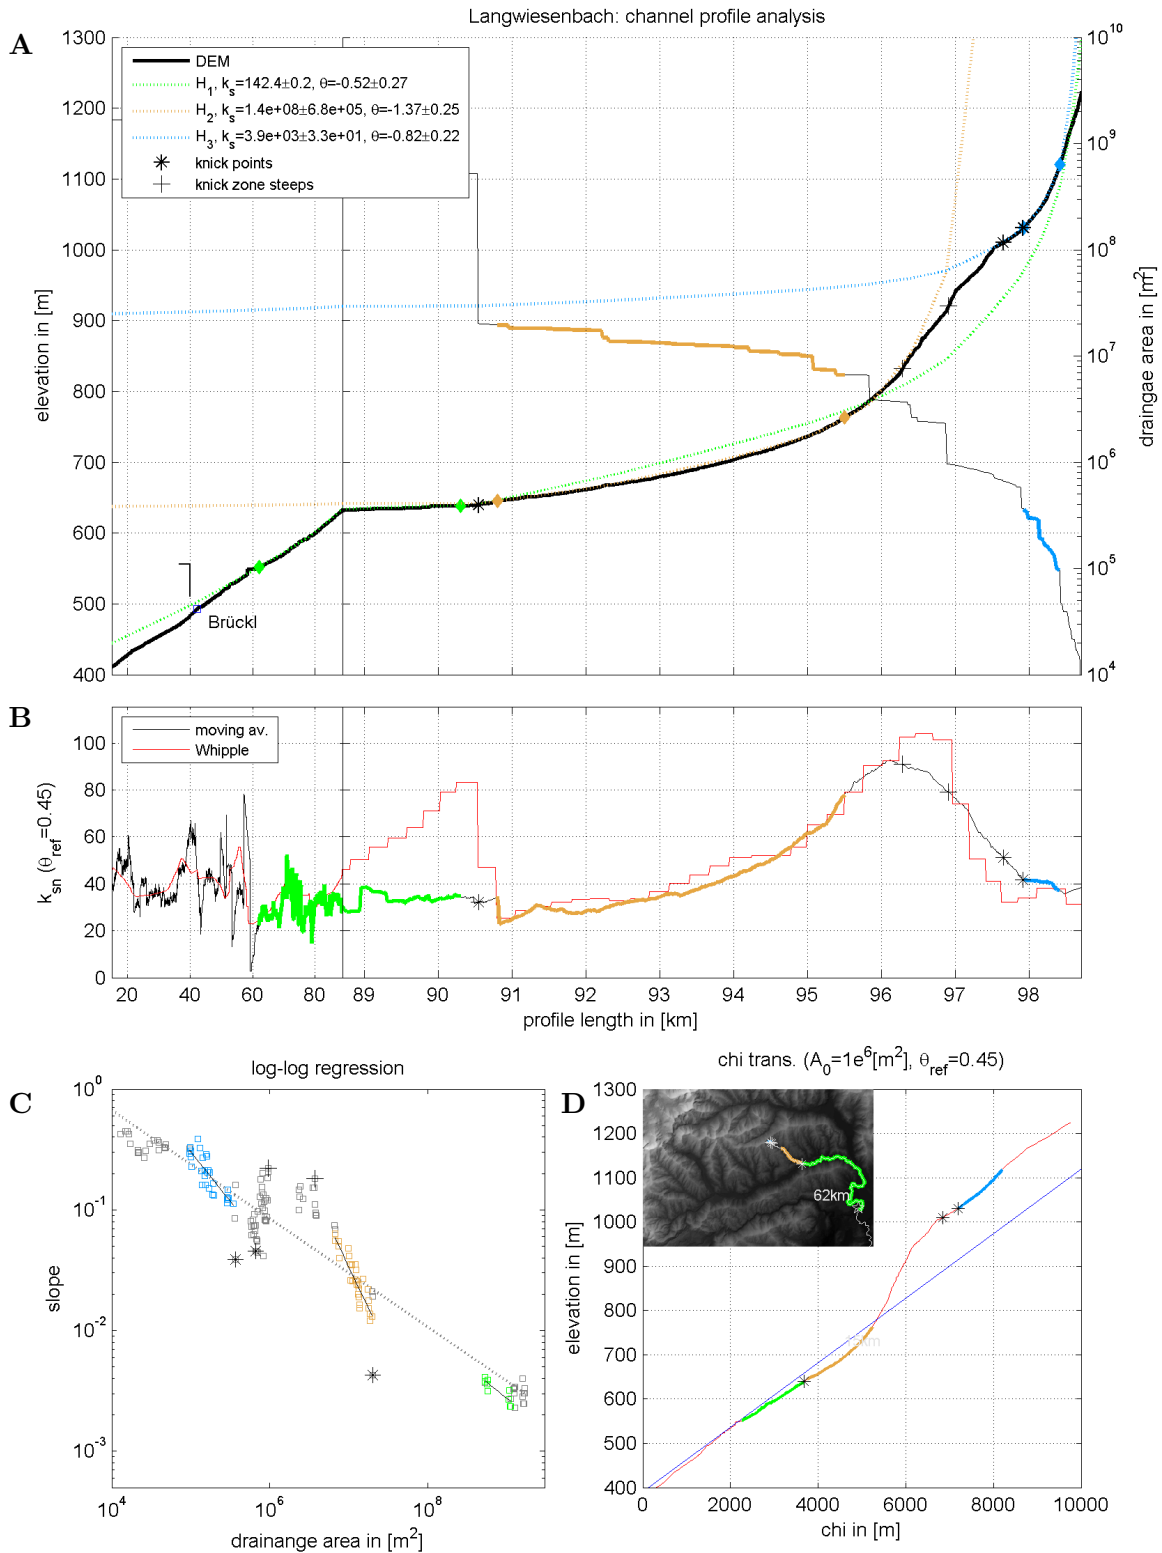 Langwiesenbach: channel profile analysis
A
1300
1200
1100
1000
900
800
700
600
500
400
elevation in [m]
DEM
H1, ks=142.4±0.2, θ=-0.52±0.27
H2, ks=1.4e+08±6.8e+05, θ=-1.37±0.25
H3, ks=3.9e+03±3.3e+01, θ=-0.82±0.22
knick points
knick zone steeps
Brückl
10^10
10^9
10^8
10^7
10^6
10^5
10^4
draingae area in [m²]
B
100
80
60
40
20
0
ksn (θref=0.45)
moving av.
Whipple
20 40 60 80 89 90 91 92 93 94 95 96 97 98
profile length in [km]
C
log-log regression
10^0
10^-1
10^-2
10^-3
slope
10^4 10^6 10^8
drainange area in [m²]
D
chi trans. (A0=1e^6[m²], θref=0.45)
1300
1200
1100
1000
900
800
700
600
500
400
elevation in [m]
62km
0 2000 4000 6000 8000 10000
chi in [m]